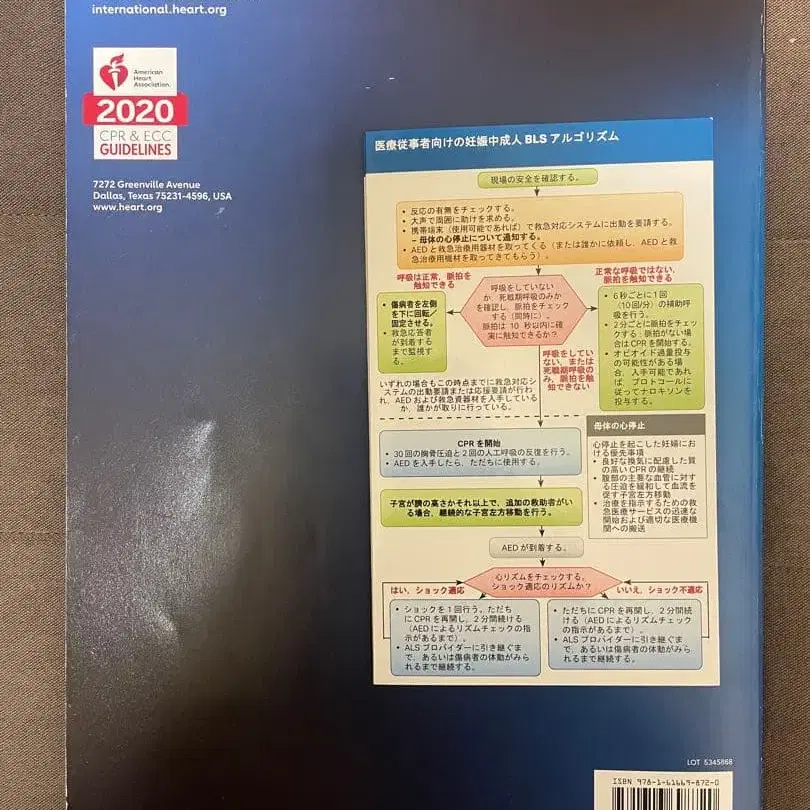 international.heart.org
American
Heart
Association.
2020
CPR & ECC
GUIDELINES
7272 Greenville Avenue
Dallas, Texas 75231-4596, USA
www.heart.org
医療従事者向けの妊娠中成人 BLS アルゴリズム
現場の安全を確認する。
• 反応の有無をチェックする。
• 大声で周囲に助けを求める。
• 携帯端末（使用可能であれば）で救急対応システムに出動を要請する。
– 母体の心停止について通知する。
• AED と救急治療用器材を取ってくる（または誰かに依頼し、AED と救
急治療用機材を取ってきてもらう）。
呼吸は正常、脈拍を
触知できる
• 傷病者を左側
を下に回転／
固定させる。
• 救急応答者
が到着する
まで監視す
る。
呼吸をしていない
か、死戦期呼吸のみか
を確認し、脈拍をチェック
する（同時に）。
脈拍は 10 秒以内に確
実に触知できるか？
正常な呼吸ではない、
脈拍を触知できる
• 6 秒ごとに 1 回
（10 回/分）の補助呼
吸を行う。
• 2 分ごとに脈拍をチェッ
クする；脈拍がない場
合は CPR を開始する。
• オピオイド過量投与
の可能性がある場
合、入手可能であれ
ば、プロトコールに
従ってナロキソンを
投与する。
呼吸をしてい
ない、または
死戦期呼吸の
み、脈拍を触
知できない
いずれの場合もこの時点までに救急対応シ
ステムの出動要請または応援要請が行わ
れ、AED および救急資器材を入手している
か、誰かが取りに行っている。
CPR を開始
• 30 回の胸骨圧迫と 2 回の人工呼吸の反復を行う。
• AED を入手したら、ただちに使用する。
母体の心停止
心停止を起こした妊婦にお
ける優先事項
• 良好な換気に配慮した質
の高い CPR の継続
• 腹部の主要な血管に対す
る圧迫を緩和して血流を
促す子宮左方移動
• 治療を指示するための救
急医療サービスの迅速な
開始および適切な医療機
関への搬送
子宮が臍の高さかそれ以上で、追加の救助者がい
る場合、継続的な子宮左方移動を行う。
AED が到着する。
心リズムをチェックする。
ショック適応のリズムか？
はい、ショック適応
いいえ、ショック不適応
• ショックを 1 回行う。ただち
に CPR を再開し、2 分間続ける
（AED によるリズムチェックの指
示があるまで）。
• ALS プロバイダーに引き継ぐま
で、あるいは傷病者の体動がみら
れるまで継続する。
• ただちに CPR を再開し、2 分間続
ける（AED によるリズムチェック
の指示があるまで）。
• ALS プロバイダーに引き継ぐま
で、あるいは傷病者の体動がみら
れるまで継続する。
LOT 5345868
ISBN 978-1-61669-872-0